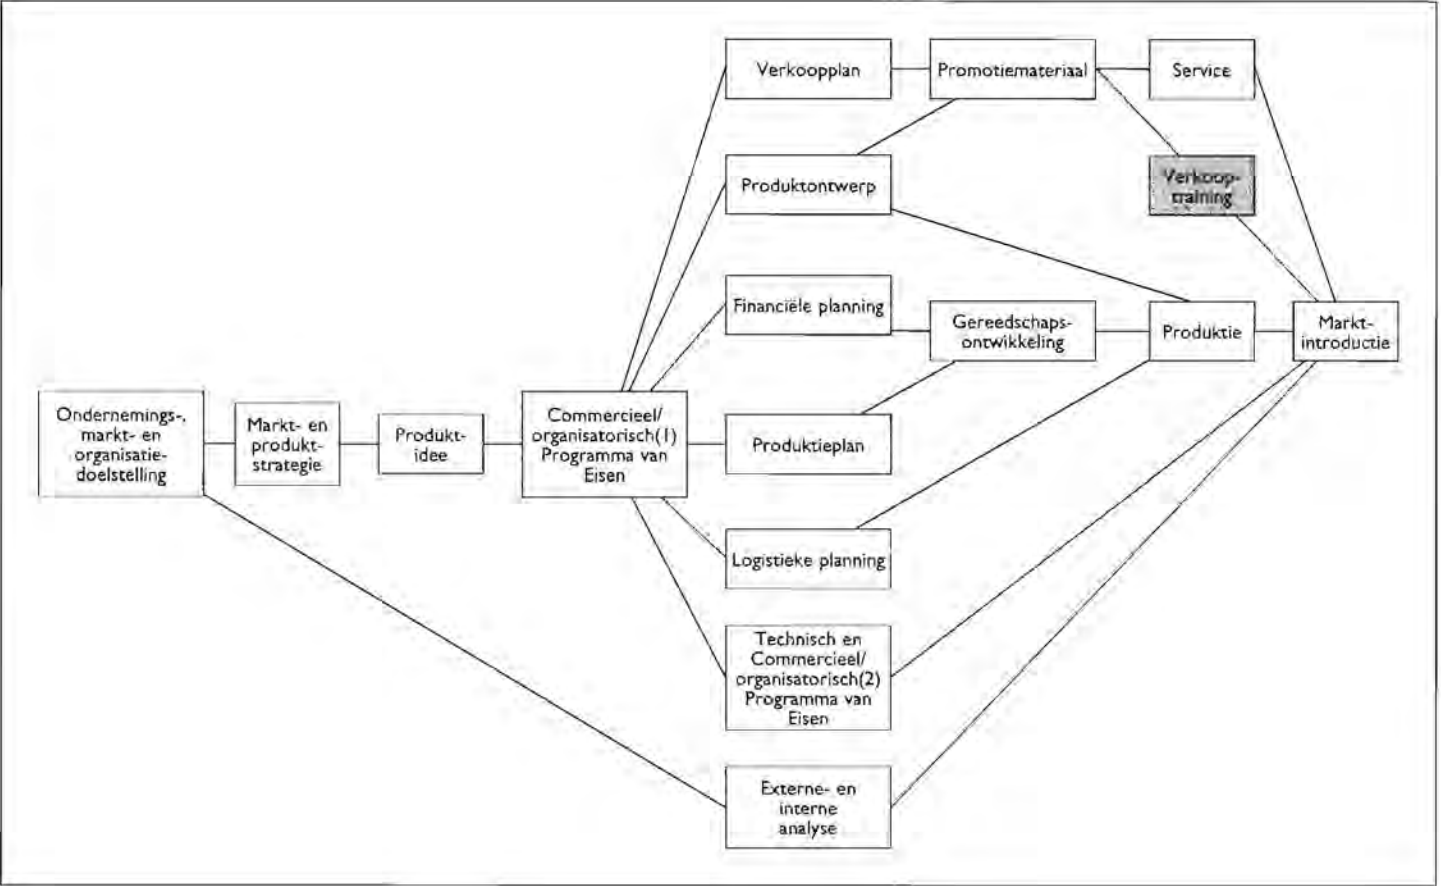 Verkoopplan
Promotiemateriaal
Service
Produktontwerp
Verkoop-
training
Financiële planning
Gereedschaps-
ontwikkeling
Produktie
Markt-
introductie
Ondernemings-,
markt- en
organisatie-
doelstelling
Markt- en
produkt-
strategie
Produkt-
idee
Commercieel/
organisatorisch(1)
Programma van
Eisen
Produktieplan
Logistieke planning
Technisch en
Commercieel/
organisatorisch(2)
Programma van
Eisen
Externe- en
interne
analyse